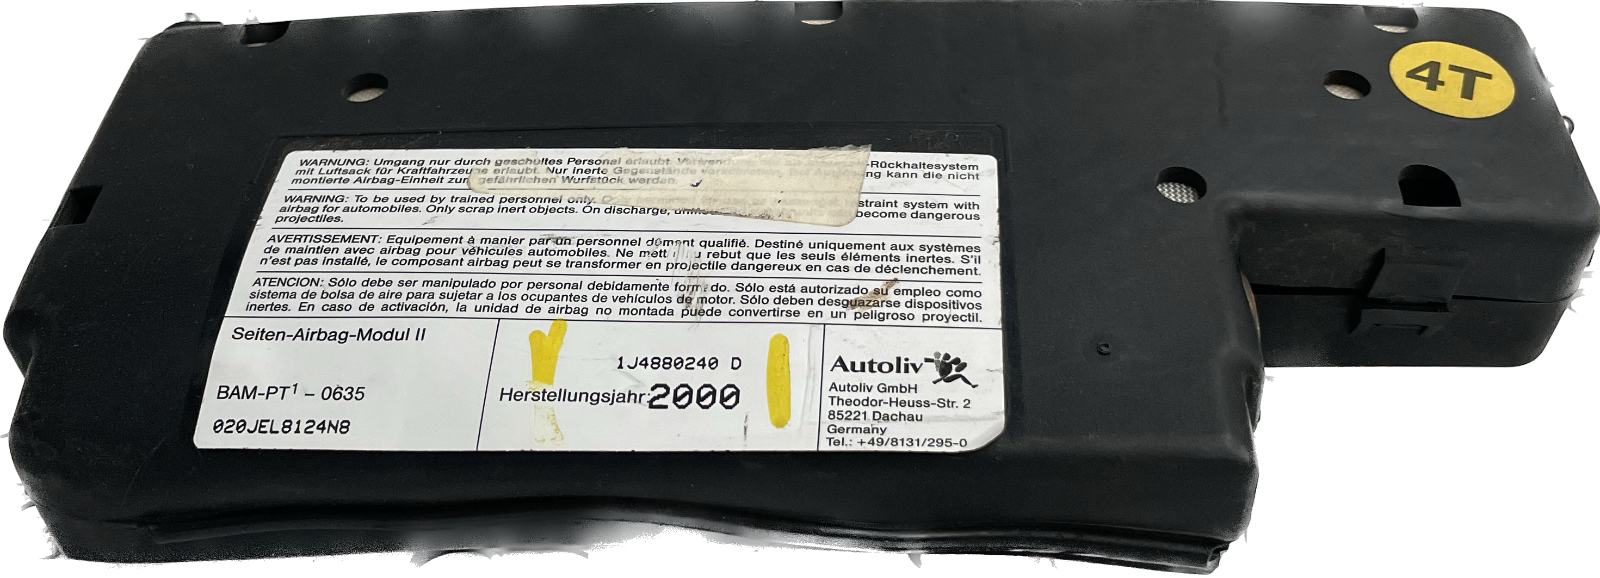 4T
WARNUNG: Umgang nur durch geschultes Personal erlaubt. -Rückhaltesystem
mit Luftsack für Kraftfahrzeuge erlaubt. Nur inerte Gegenstände kann die nicht
montierte Airbag-Einheit zum gefährlichen Wurfstück werden.
WARNING: To be used by trained personnel only. straint system with
airbag for automobiles. Only scrap inert objects. On discharge, become dangerous
projectiles.
AVERTISSEMENT: Equipement à manier par un personnel dûment qualifié. Destiné uniquement aux systèmes
de maintien avec airbag pour véhicules automobiles. Ne mett u rebut que les seuls éléments inertes. S'il
n'est pas installé, le composant airbag peut se transformer en projectile dangereux en cas de déclenchement.
ATENCION: Sólo debe ser manipulado por personal debidamente formado. Sólo está autorizado su empleo como
sistema de bolsa de aire para sujetar a los ocupantes de vehículos de motor. Sólo deben desguazarse dispositivos
inertes. En caso de activación, la unidad de airbag no montada puede convertirse en un peligroso proyectil.
Seiten-Airbag-Modul II
BAM-PT1 - 0635
020JEL8124N8
1J4880240 D
Herstellungsjahr: 2000
Autoliv
Autoliv GmbH
Theodor-Heuss-Str. 2
85221 Dachau
Germany
Tel.: +49/8131/295-0
c